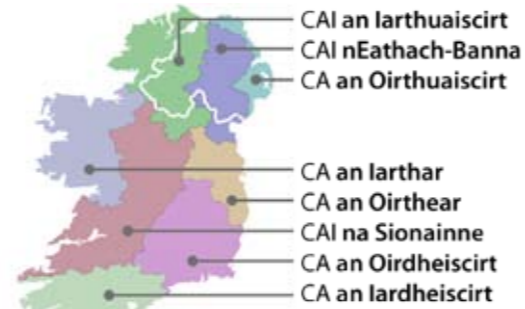 CAI an Iarthuaiscirt
CAI nEathach-Banna
CA an Oirthuaiscirt
CA an Iarthar
CA an Oirthear
CAI na Sionainne
CA an Oirdheiscirt
CA an Iardheiscirt